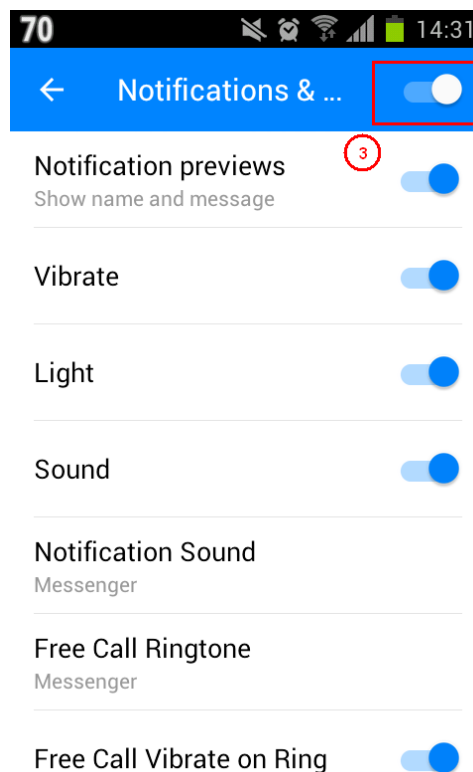 70 14:31
Notifications & ...
3
Notification previews
Show name and message
Vibrate
Light
Sound
Notification Sound
Messenger
Free Call Ringtone
Messenger
Free Call Vibrate on Ring